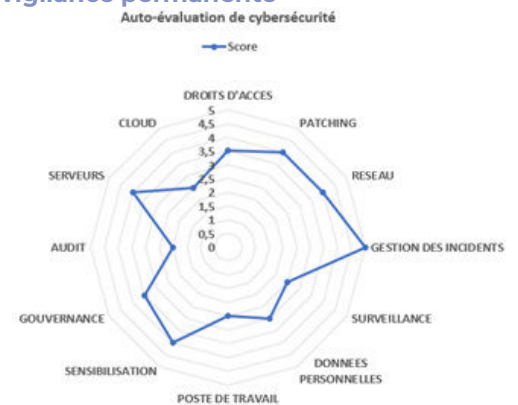 vigilance permanente
Auto-évaluation de cybersécurité
Score
DROITS D'ACCES
PATCHING
RESEAU
GESTION DES INCIDENTS
SURVEILLANCE
DONNEES
PERSONNELLES
POSTE DE TRAVAIL
SENSIBILISATION
GOUVERNANCE
AUDIT
SERVEURS
CLOUD
5
4,5
4
3,5
3
2,5
2
1,5
1
0,5
0